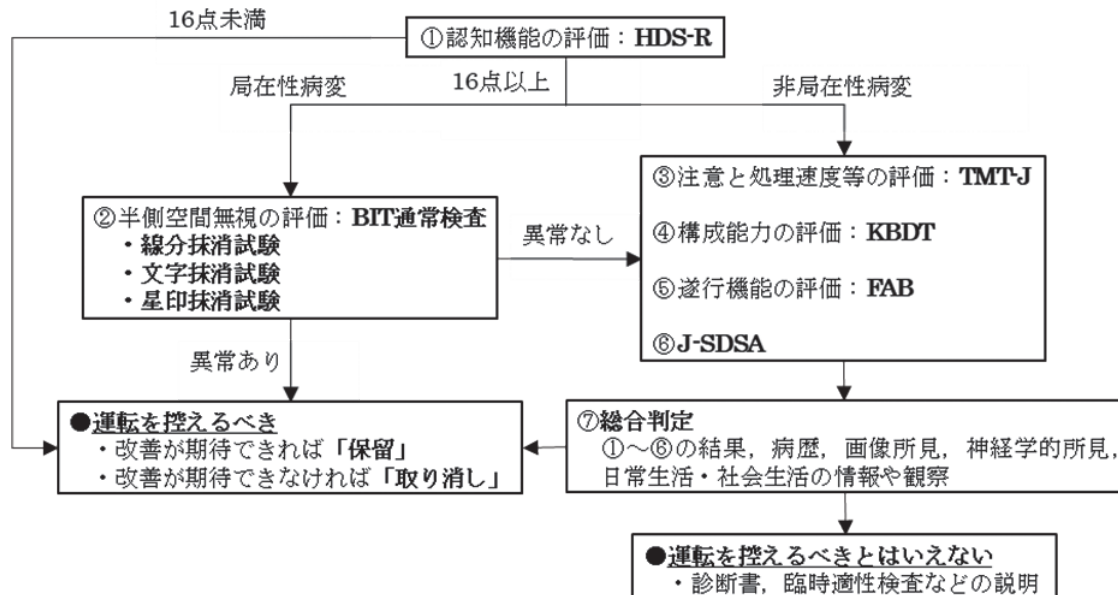 16点未満
①認知機能の評価：HDS-R
局在性病変
16点以上
非局在性病変
②半側空間無視の評価：BIT通常検査
・線分抹消試験
・文字抹消試験
・星印抹消試験
異常なし
③注意と処理速度等の評価：TMT-J
④構成能力の評価：KBDT
⑤遂行機能の評価：FAB
⑥J-SDSA
異常あり
●運転を控えるべき
・改善が期待できれば「保留」
・改善が期待できなければ「取り消し」
⑦総合判定
①～⑥の結果，病歴，画像所見，神経学的所見，
日常生活・社会生活の情報や観察
●運転を控えるべきとはいえない
・診断書，臨時適性検査などの説明